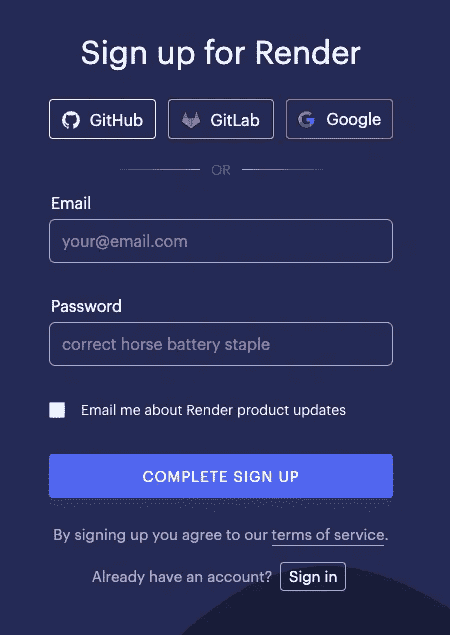 Sign up for Render
GitHub GitLab Google
OR
Email
your@email.com
Password
correct horse battery staple
Email me about Render product updates
COMPLETE SIGN UP
By signing up you agree to our terms of service.
Already have an account? Sign in